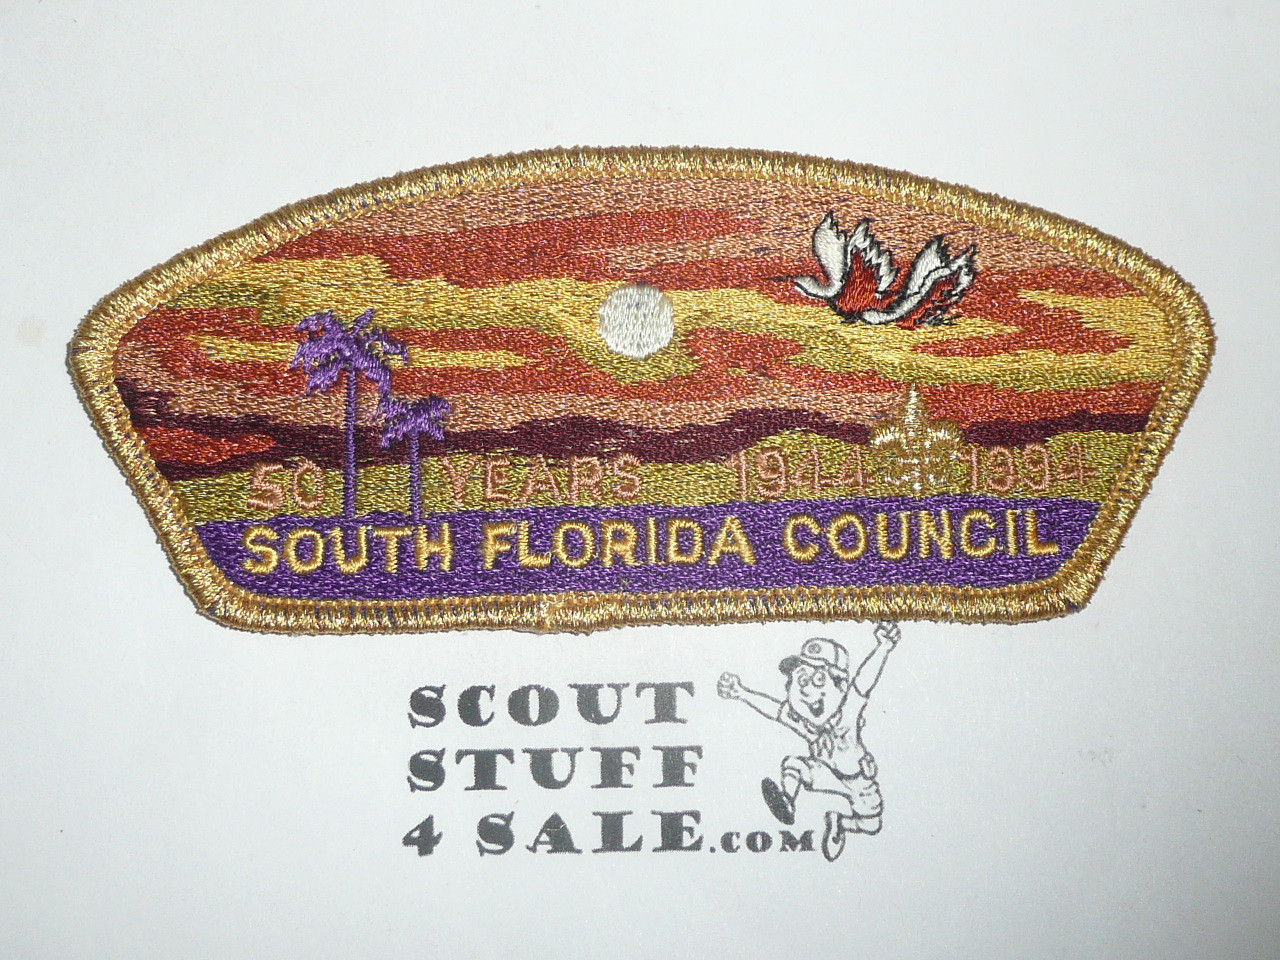 50 YEARS 1944 1994
SOUTH FLORIDA COUNCIL
SCOUT
STUFF
4 SALE.COM